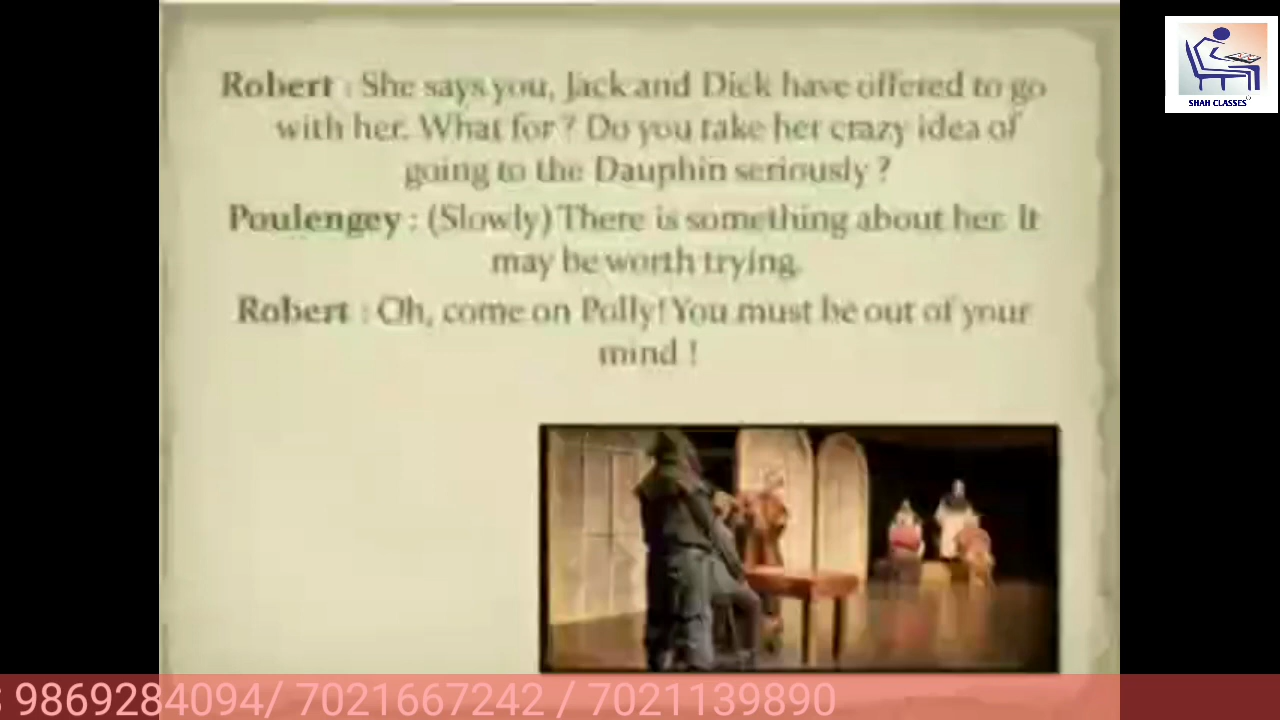 Robert : She says you, Jack and Dick have offered to go
with her. What for ? Do you take her crazy idea of
going to the Dauphin seriously ?
Poulengey : (Slowly) There is something about her. It
may be worth trying.
Robert : Oh, come on Polly! You must be out of your
mind !
SHAH CLASSES
9869284094/ 7021667242 / 7021139890